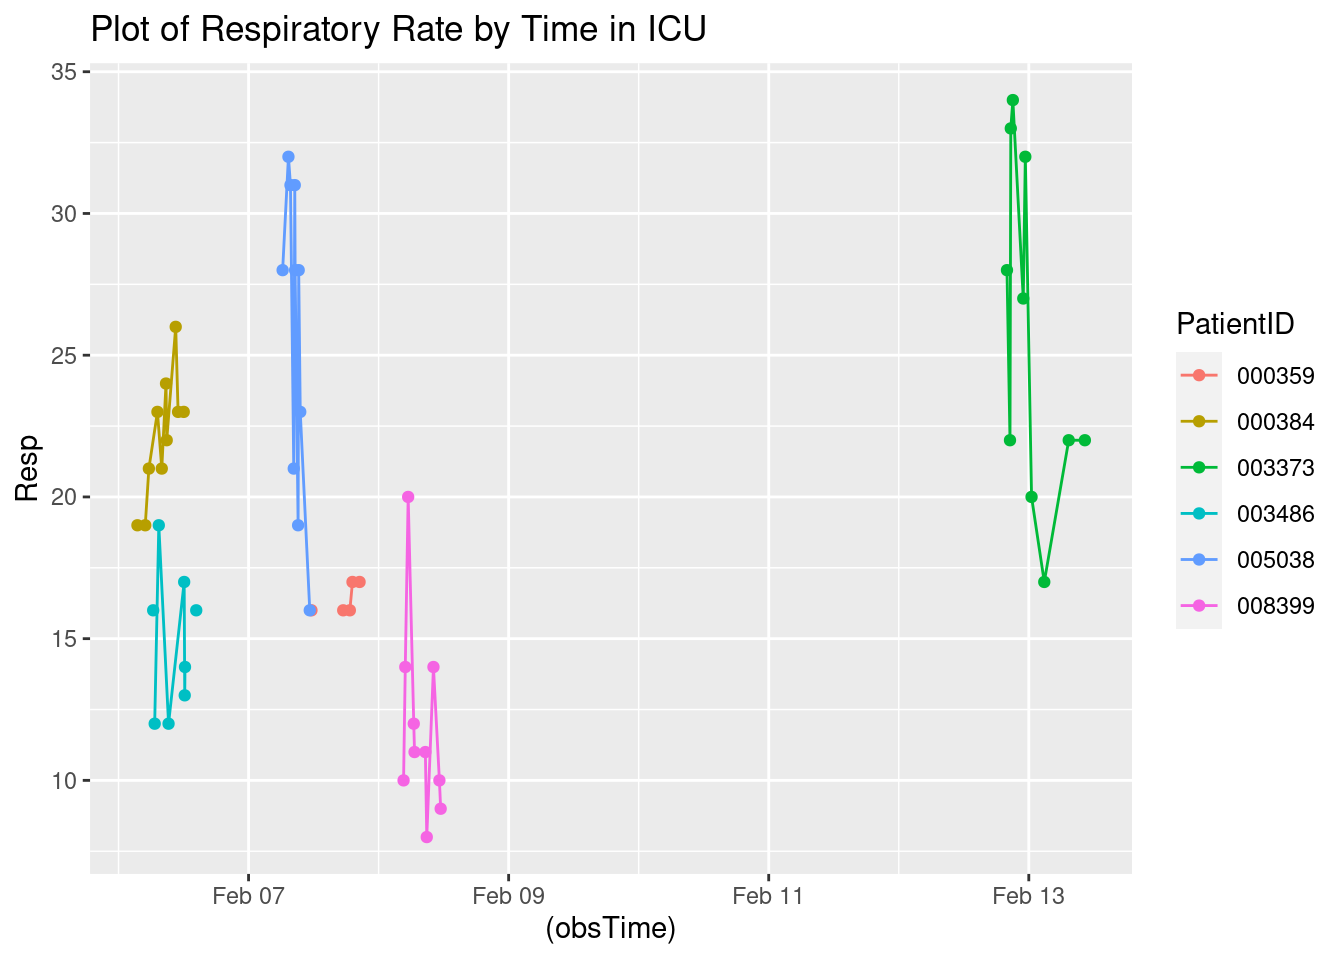 Plot of Respiratory Rate by Time in ICU
35
30
25
20
15
10
Resp
Feb 07
Feb 09
Feb 11
Feb 13
(obsTime)
PatientID
000359
000384
003373
003486
005038
008399